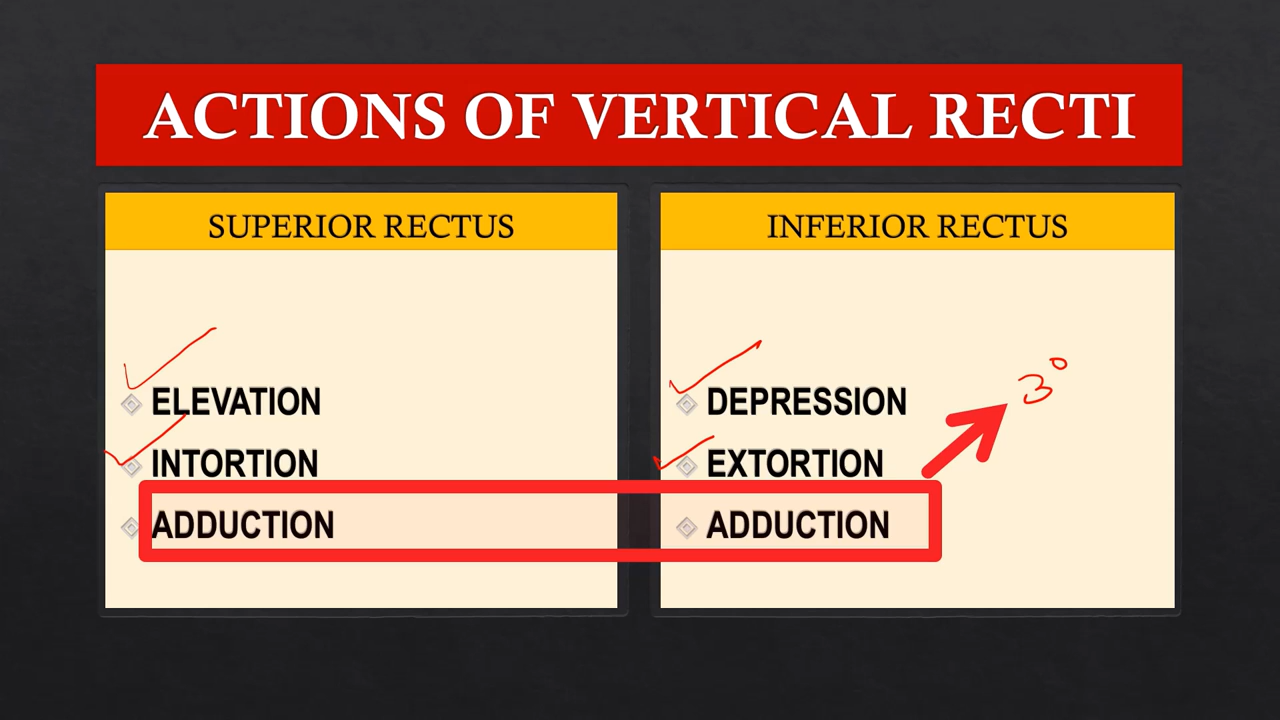 ACTIONS OF VERTICAL RECTI
SUPERIOR RECTUS
ELEVATION
INTORTION
ADDUCTION
INFERIOR RECTUS
DEPRESSION
EXTORTION
ADDUCTION
3°